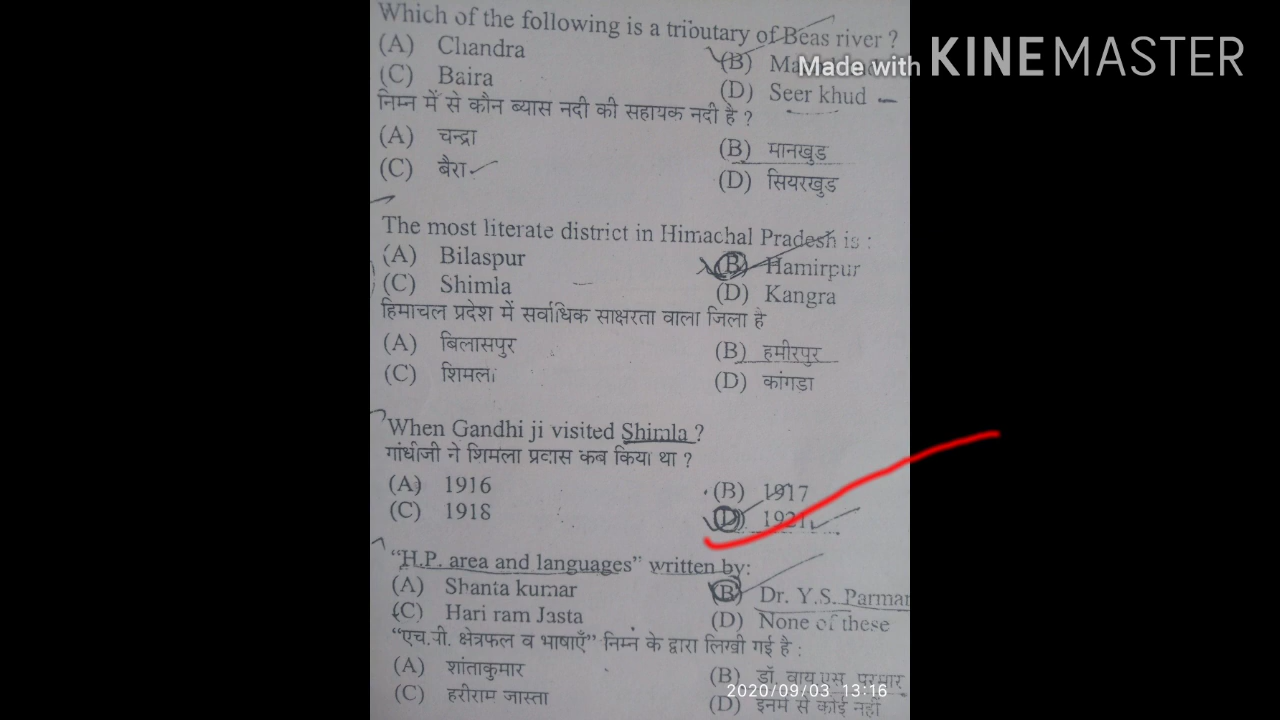 Which of the following is a tributary of Beas river ?
(A) Chandra (B) Ma
(C) Baira (D) Seer khud
निम्न में से कौन ब्यास नदी की सहायक नदी है ?
(A) चन्द्रा (B) मानखुड
(C) बैरा (D) सियरखुड
The most literate district in Himachal Pradesh is :
(A) Bilaspur (B) Hamirpur
(C) Shimla (D) Kangra
हिमाचल प्रदेश में सर्वाधिक साक्षरता वाला जिला है
(A) बिलासपुर (B) हमीरपुर
(C) शिमला (D) कांगडा
When Gandhi ji visited Shimla ?
गांधीजी ने शिमला प्रवास कब किया था ?
(A) 1916 (B) 1917
(C) 1918 (D) 1921
“H.P. area and languages” written by:
(A) Shanta kumar (B) Dr. Y.S. Parmar
(C) Hari ram Jasta (D) None of these
“एच.पी. क्षेत्रफल व भाषाएँ” निम्न के द्वारा लिखी गई है :
(A) शांताकुमार (B) डॉ. वाय.एस. परमार
(C) हरीराम जास्ता (D) इनमें से कोई नहीं
Made with KINEMASTER
2020/09/03 13:16